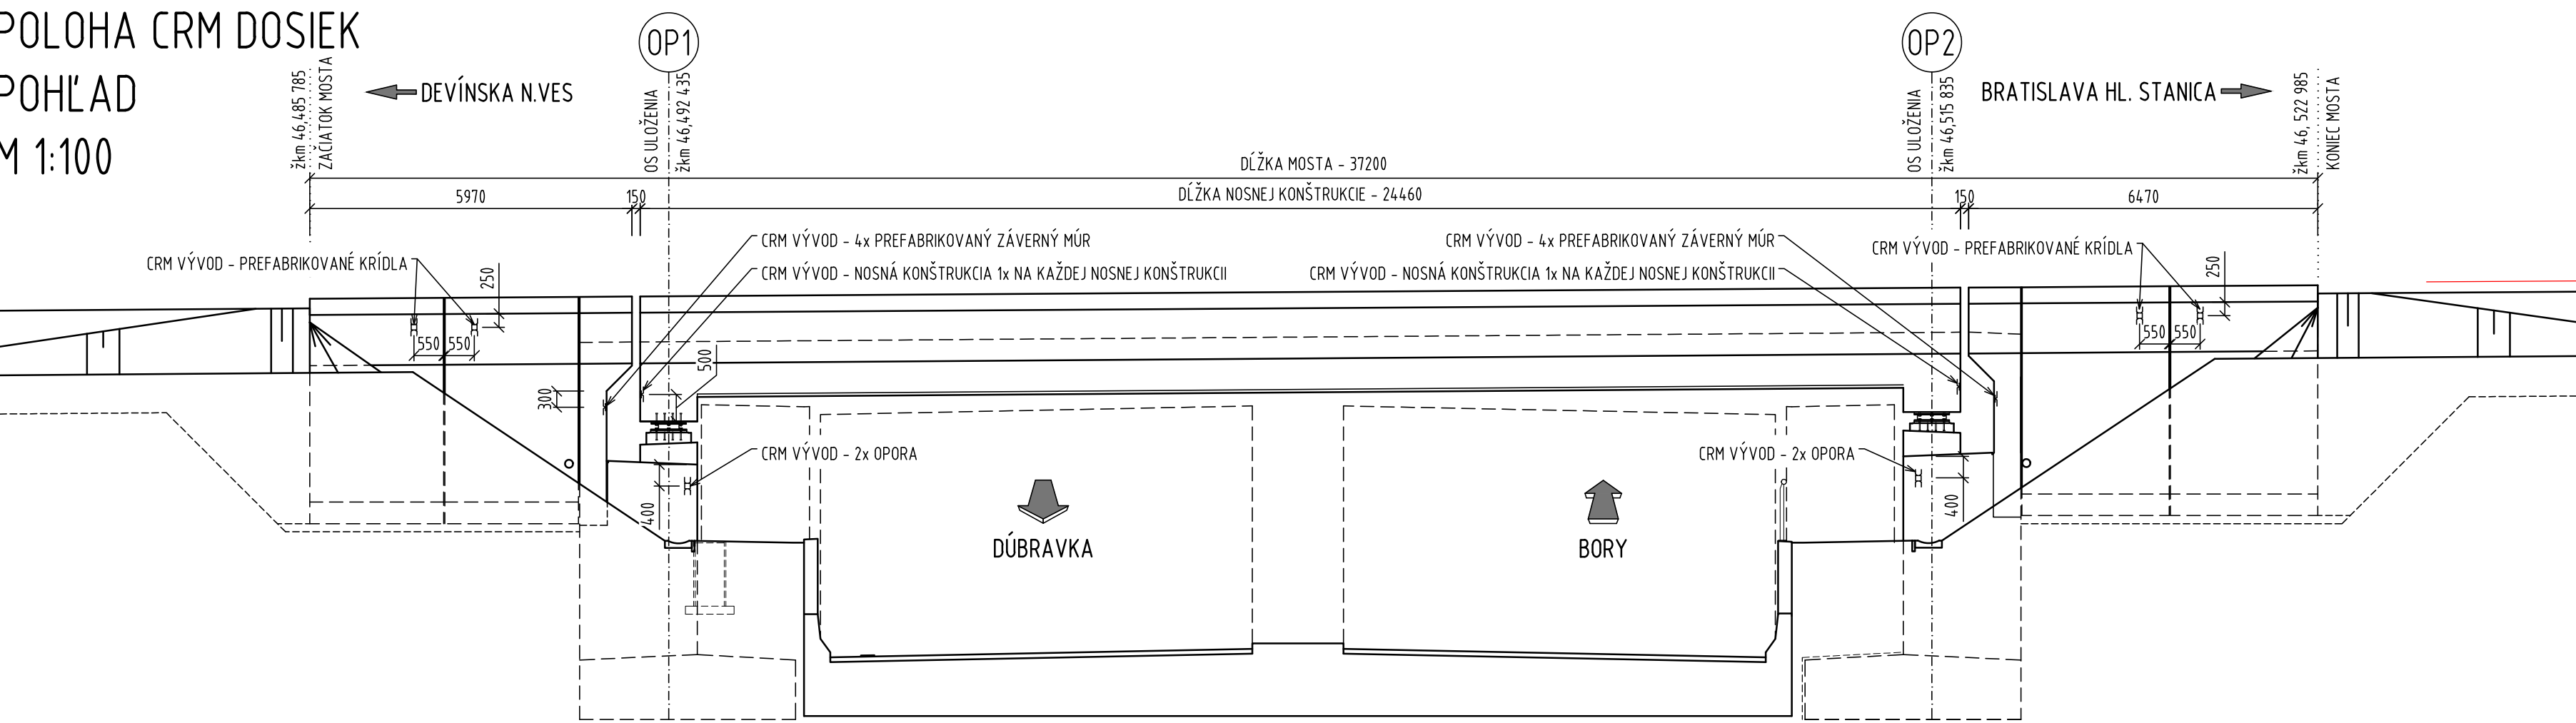 POLOHA CRM DOSIEK
POHĽAD
M 1:100
žkm 46,485 785
ZAČIATOK MOSTA
DEVÍNSKA N.VES
OP1
OS ULOŽENIA
žkm 46,492 435
OP2
OS ULOŽENIA
žkm 46,515 835
BRATISLAVA HL. STANICA
žkm 46, 522 985
KONIEC MOSTA
DĹŽKA MOSTA - 37200
5970
150
DĹŽKA NOSNEJ KONŠTRUKCIE - 24460
150
6470
CRM VÝVOD - PREFABRIKOVANÉ KRÍDLA
CRM VÝVOD - 4x PREFABRIKOVANÝ ZÁVERNÝ MÚR
CRM VÝVOD - NOSNÁ KONŠTRUKCIA 1x NA KAŽDEJ NOSNEJ KONŠTRUKCII
CRM VÝVOD - 4x PREFABRIKOVANÝ ZÁVERNÝ MÚR
CRM VÝVOD - NOSNÁ KONŠTRUKCIA 1x NA KAŽDEJ NOSNEJ KONŠTRUKCII
CRM VÝVOD - PREFABRIKOVANÉ KRÍDLA
250
250
550
550
550
550
500
300
CRM VÝVOD - 2x OPORA
CRM VÝVOD - 2x OPORA
400
400
DÚBRAVKA
BORY